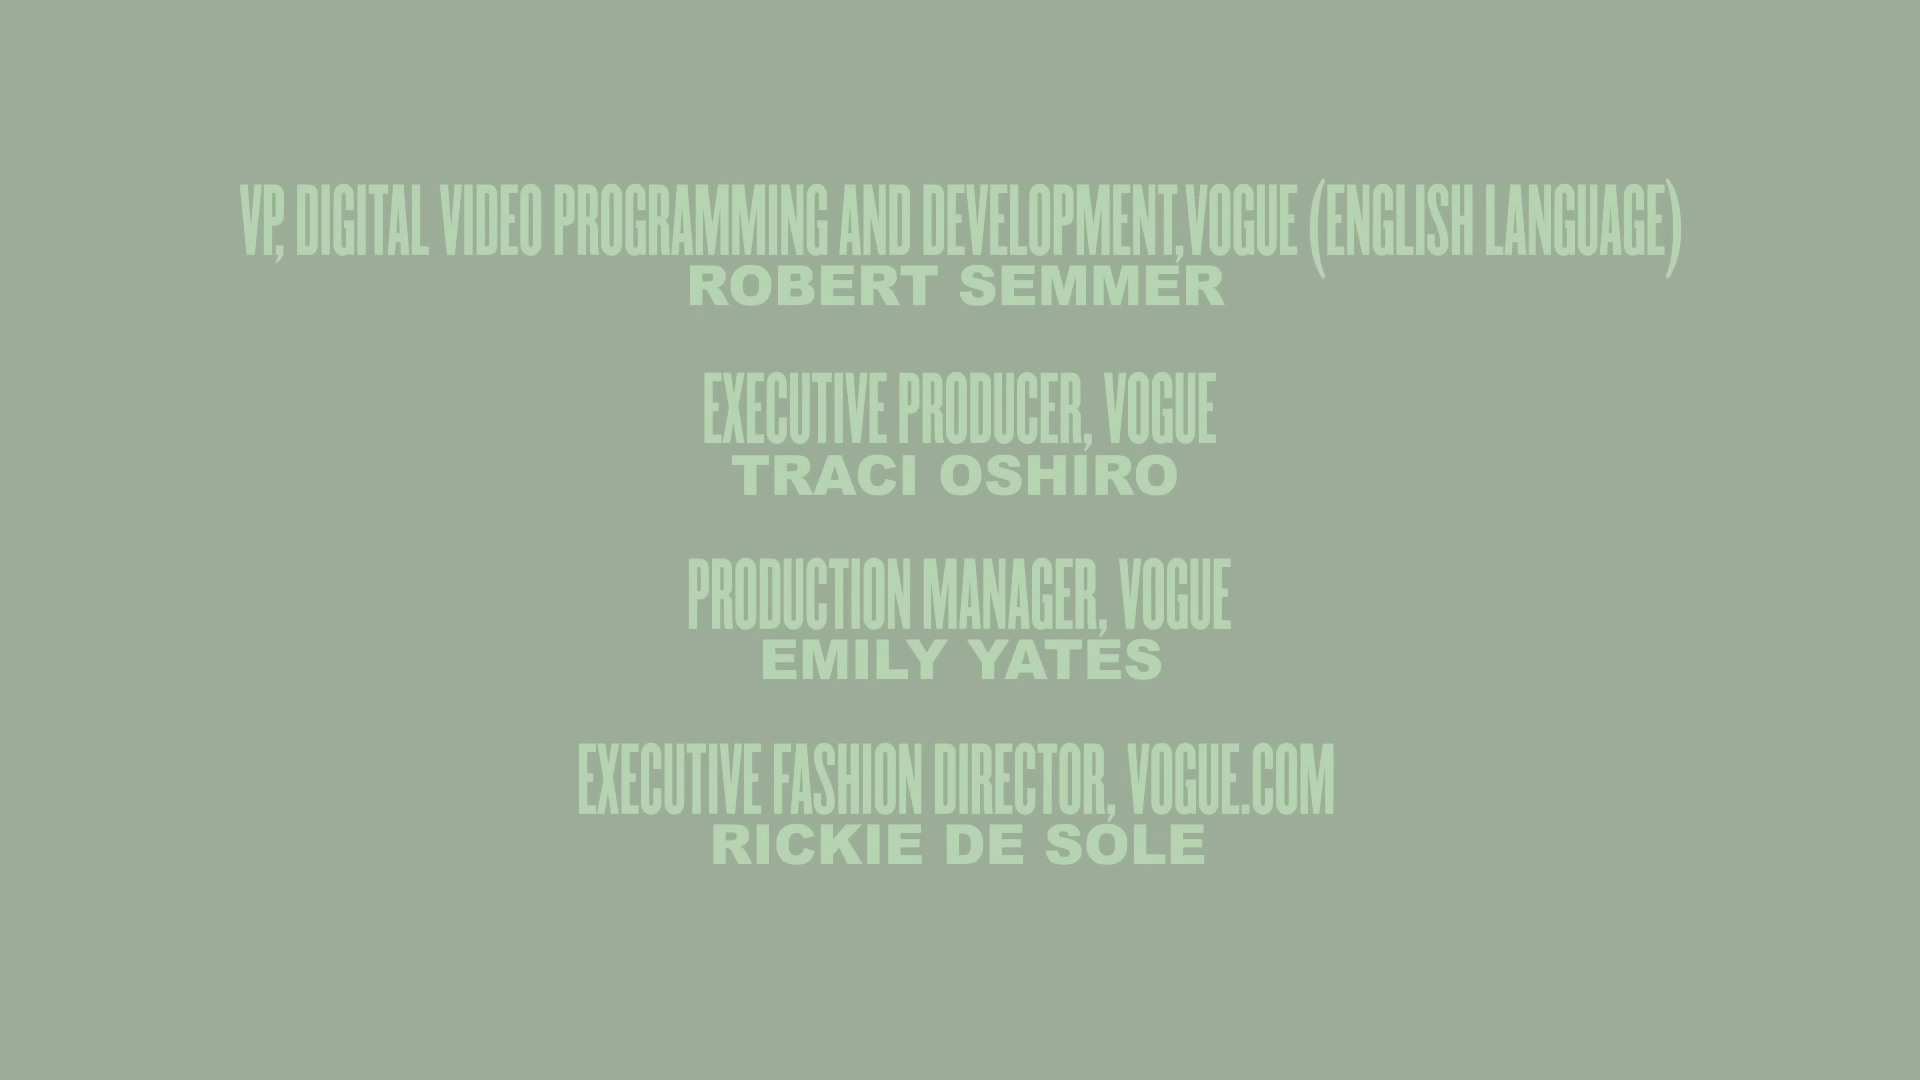 VP, DIGITAL VIDEO PROGRAMMING AND DEVELOPMENT,VOGUE (ENGLISH LANGUAGE)
ROBERT SEMMER
EXECUTIVE PRODUCER, VOGUE
TRACI OSHIRO
PRODUCTION MANAGER, VOGUE
EMILY YATES
EXECUTIVE FASHION DIRECTOR, VOGUE.COM
RICKIE DE SOLE